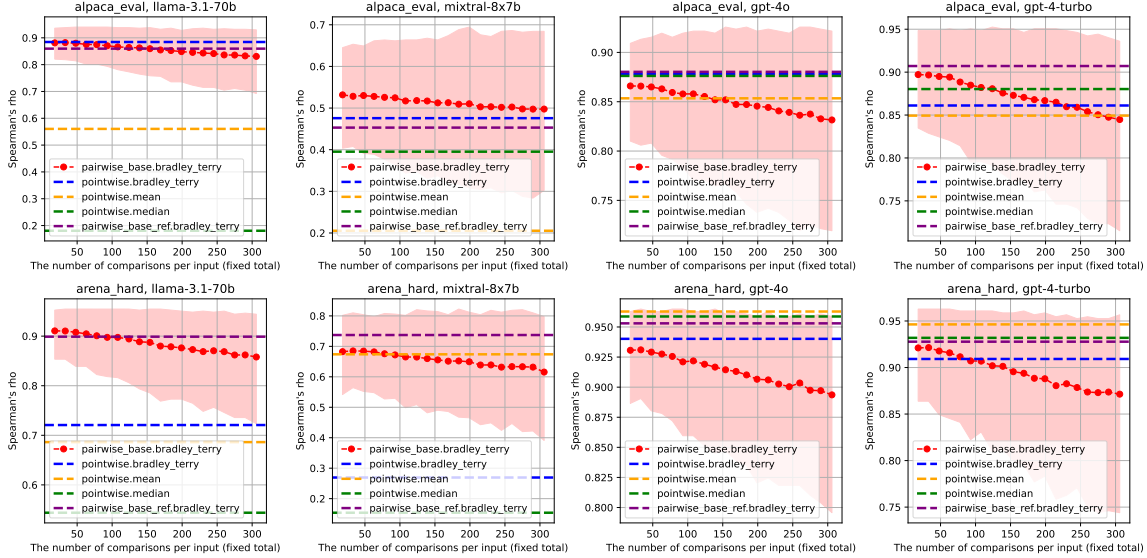 alpaca_eval, llama-3.1-70b
Spearman's rho
0.9
0.8
0.7
0.6
0.5
0.4
0.3
0.2
pairwise_base.bradley_terry
pointwise.bradley_terry
pointwise.mean
pointwise.median
pairwise_base_ref.bradley_terry
50 100 150 200 250 300
The number of comparisons per input (fixed total)
alpaca_eval, mixtral-8x7b
Spearman's rho
0.7
0.6
0.5
0.4
0.3
0.2
pairwise_base.bradley_terry
pointwise.bradley_terry
pointwise.mean
pointwise.median
pairwise_base_ref.bradley_terry
50 100 150 200 250 300
The number of comparisons per input (fixed total)
alpaca_eval, gpt-4o
Spearman's rho
0.90
0.85
0.80
0.75
pairwise_base.bradley_terry
pointwise.bradley_terry
pointwise.mean
pointwise.median
pairwise_base_ref.bradley_terry
50 100 150 200 250 300
The number of comparisons per input (fixed total)
alpaca_eval, gpt-4-turbo
Spearman's rho
0.95
0.90
0.85
0.80
0.75
pairwise_base.bradley_terry
pointwise.bradley_terry
pointwise.mean
pointwise.median
pairwise_base_ref.bradley_terry
50 100 150 200 250 300
The number of comparisons per input (fixed total)
arena_hard, llama-3.1-70b
Spearman's rho
0.9
0.8
0.7
0.6
pairwise_base.bradley_terry
pointwise.bradley_terry
pointwise.mean
pointwise.median
pairwise_base_ref.bradley_terry
50 100 150 200 250 300
The number of comparisons per input (fixed total)
arena_hard, mixtral-8x7b
Spearman's rho
0.8
0.7
0.6
0.5
0.4
0.3
0.2
pairwise_base.bradley_terry
pointwise.bradley_terry
pointwise.mean
pointwise.median
pairwise_base_ref.bradley_terry
50 100 150 200 250 300
The number of comparisons per input (fixed total)
arena_hard, gpt-4o
Spearman's rho
0.950
0.925
0.900
0.875
0.850
0.825
0.800
pairwise_base.bradley_terry
pointwise.bradley_terry
pointwise.mean
pointwise.median
pairwise_base_ref.bradley_terry
50 100 150 200 250 300
The number of comparisons per input (fixed total)
arena_hard, gpt-4-turbo
Spearman's rho
0.95
0.90
0.85
0.80
0.75
pairwise_base.bradley_terry
pointwise.bradley_terry
pointwise.mean
pointwise.median
pairwise_base_ref.bradley_terry
50 100 150 200 250 300
The number of comparisons per input (fixed total)